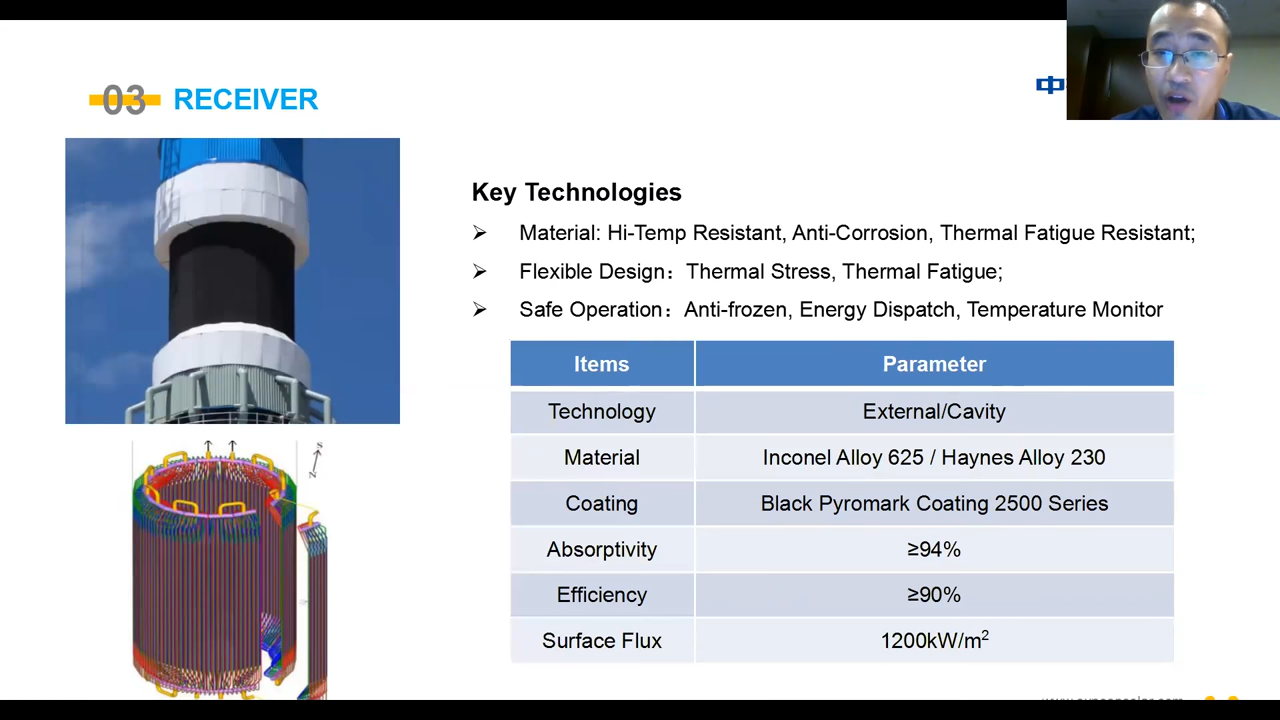 03 RECEIVER
中
Key Technologies
➢ Material: Hi-Temp Resistant, Anti-Corrosion, Thermal Fatigue Resistant;
➢ Flexible Design：Thermal Stress, Thermal Fatigue;
➢ Safe Operation：Anti-frozen, Energy Dispatch, Temperature Monitor
Items Parameter
Technology External/Cavity
Material Inconel Alloy 625 / Haynes Alloy 230
Coating Black Pyromark Coating 2500 Series
Absorptivity ≥94%
Efficiency ≥90%
Surface Flux 1200kW/m²
S
N